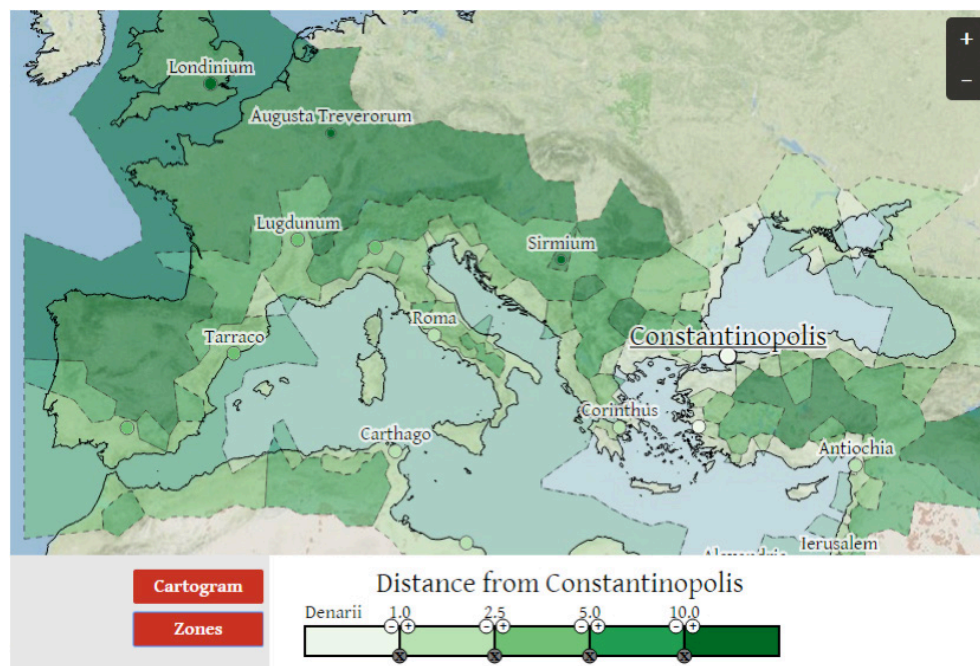 +
Londinium
−
Augusta Treverorum
Lugdunum
Sirmium
Roma
Tarraco
Constantinopolis
Corinthus
Carthago
Antiochia
Ierusalem
Cartogram
Zones
Distance from Constantinopolis
Denarii 1.0 2.5 5.0 10.0
− + − + − + − +
X X X X